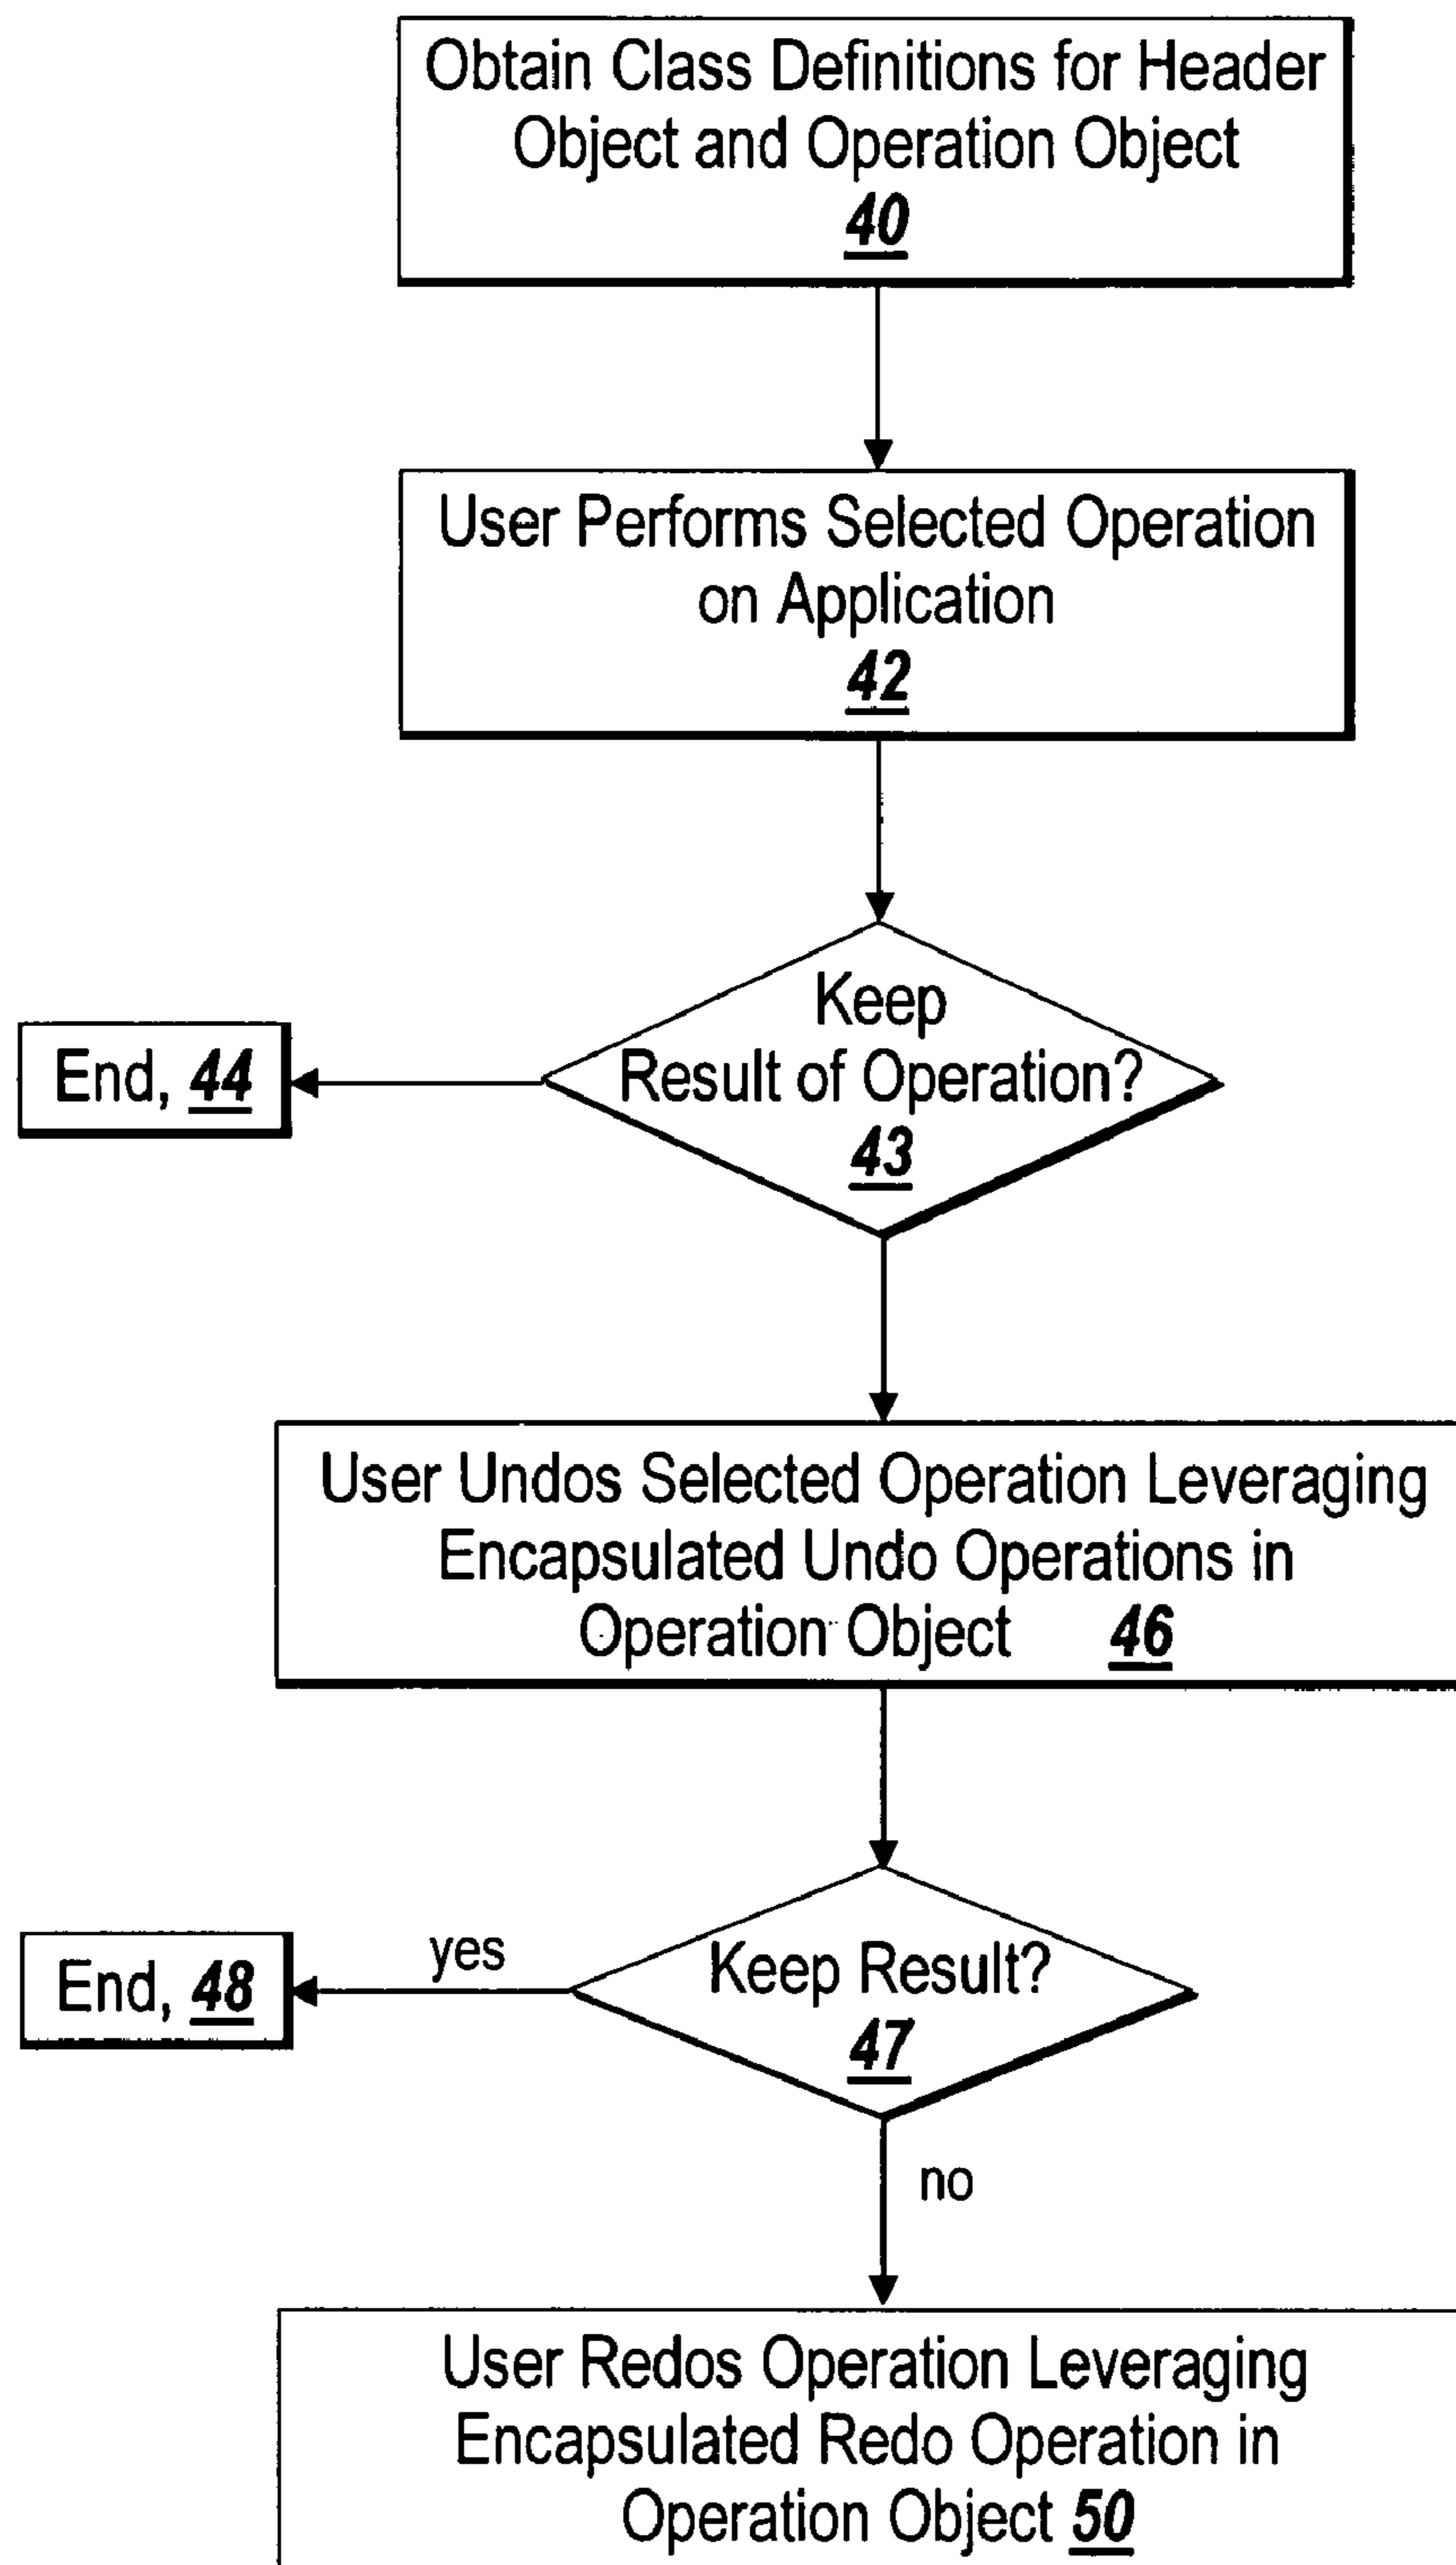 Obtain Class Definitions for Header
Object and Operation Object
40
User Performs Selected Operation
on Application
42
Keep
Result of Operation?
43
End, 44
User Undos Selected Operation Leveraging
Encapsulated Undo Operations in
Operation Object 46
Keep Result?
47
yes
End, 48
no
User Redos Operation Leveraging
Encapsulated Redo Operation in
Operation Object 50